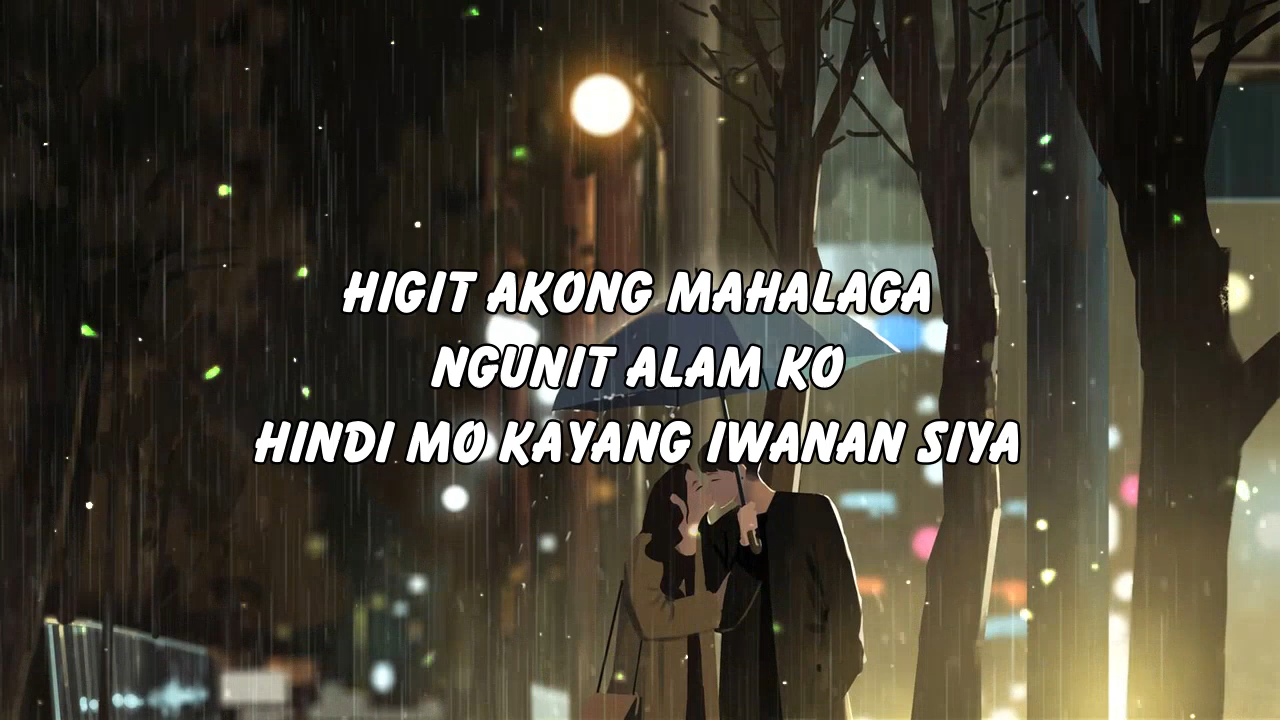 HIGIT AKONG MAHALAGA
NGUNIT ALAM KO
HINDI MO KAYANG IWANAN SIYA